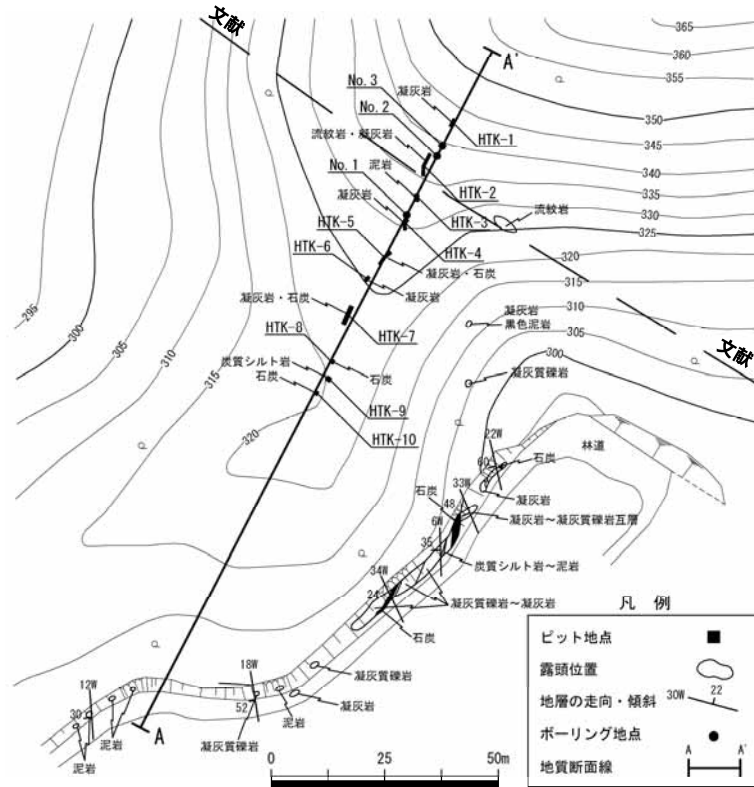 文献
365
360
355
350
345
340
335
330
325
320
315
310
305
300
A'
No.3
凝灰岩
No.2
HTK-1
流紋岩・凝灰岩
No.1
泥岩
HTK-2
凝灰岩
HTK-3
流紋岩
HTK-5
HTK-4
HTK-6
凝灰岩・石炭
凝灰岩・石炭
凝灰岩
HTK-7
HTK-8
炭質シルト岩
石炭
石炭
HTK-9
HTK-10
295
300
305
310
315
320
凝灰岩
黒色泥岩
文献
凝灰質礫岩
22W
60
石炭
林道
33W
凝灰岩
石炭
48
6W
凝灰岩～凝灰質礫岩互層
35
炭質シルト岩～泥岩
34W
24
凝灰質礫岩～凝灰岩
石炭
凝灰質礫岩
18W
52
泥岩
凝灰岩
凝灰質礫岩
12W
30
泥岩
泥岩
A
0 25 50m
凡 例
ピット地点
露頭位置
地層の走向・傾斜 30W 22
ボーリング地点
地質断面線 A A'